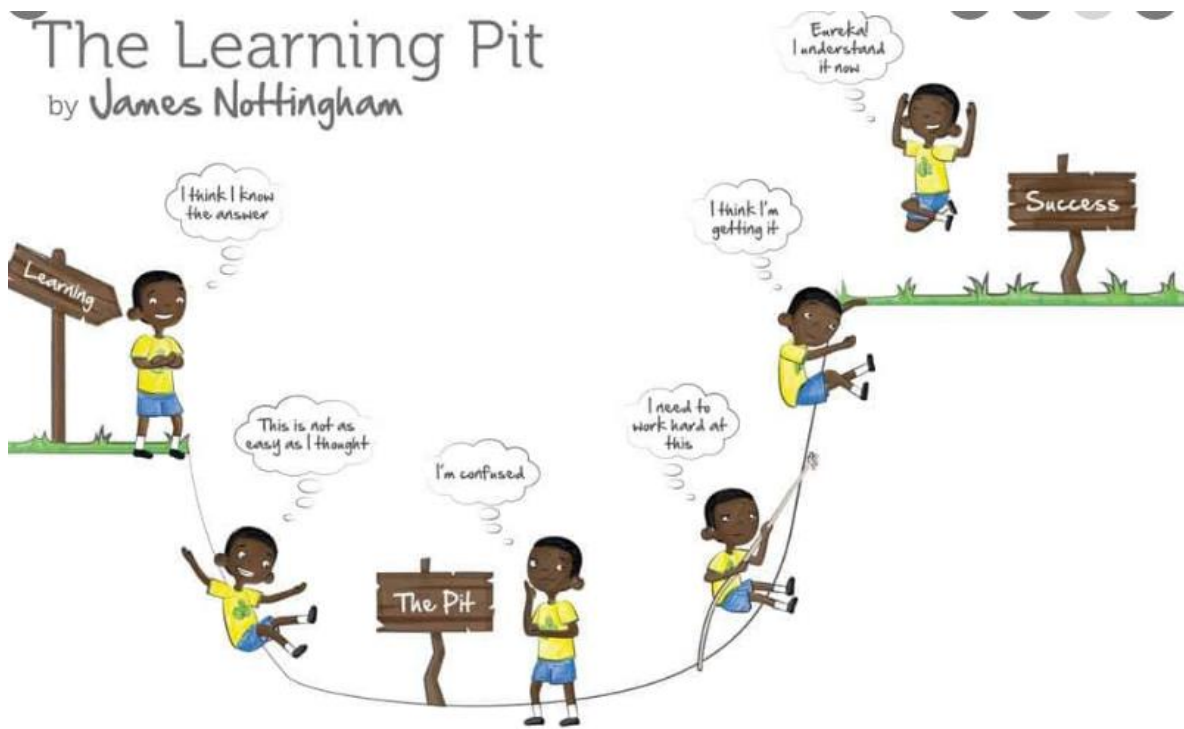 The Learning Pit
by James Nottingham
I think I know
the answer
Learning
This is not as
easy as I thought
The Pit
I'm confused
I need to
work hard at
this
I think I'm
getting it
Eureka!
I understand
it now
Success